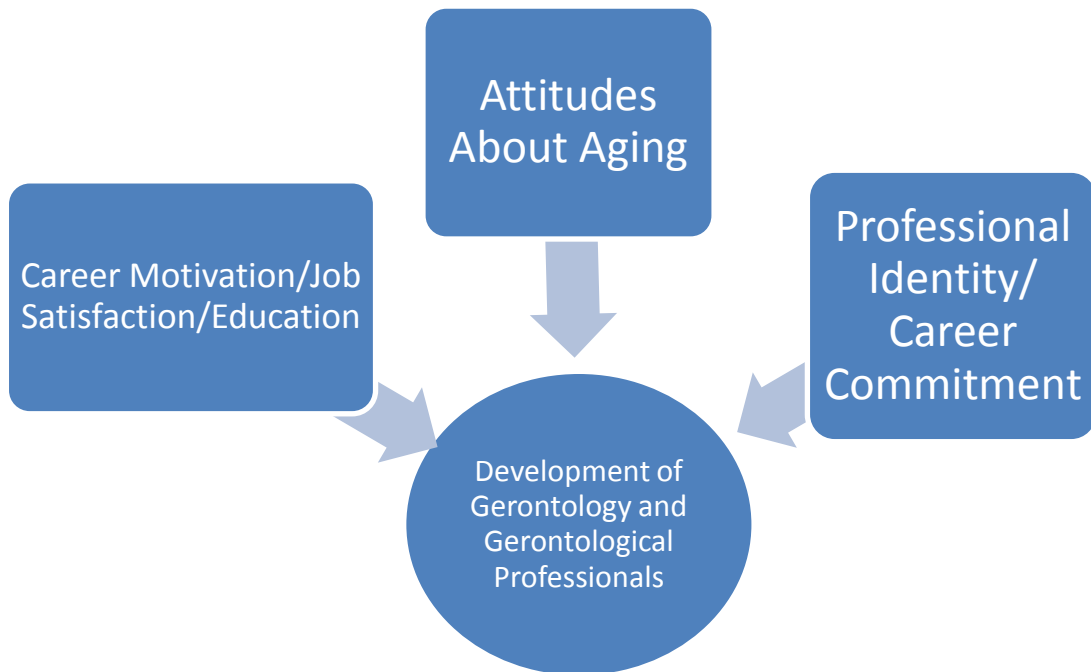 Attitudes
About Aging
Career Motivation/Job
Satisfaction/Education
Professional
Identity/
Career
Commitment
Development of
Gerontology and
Gerontological
Professionals